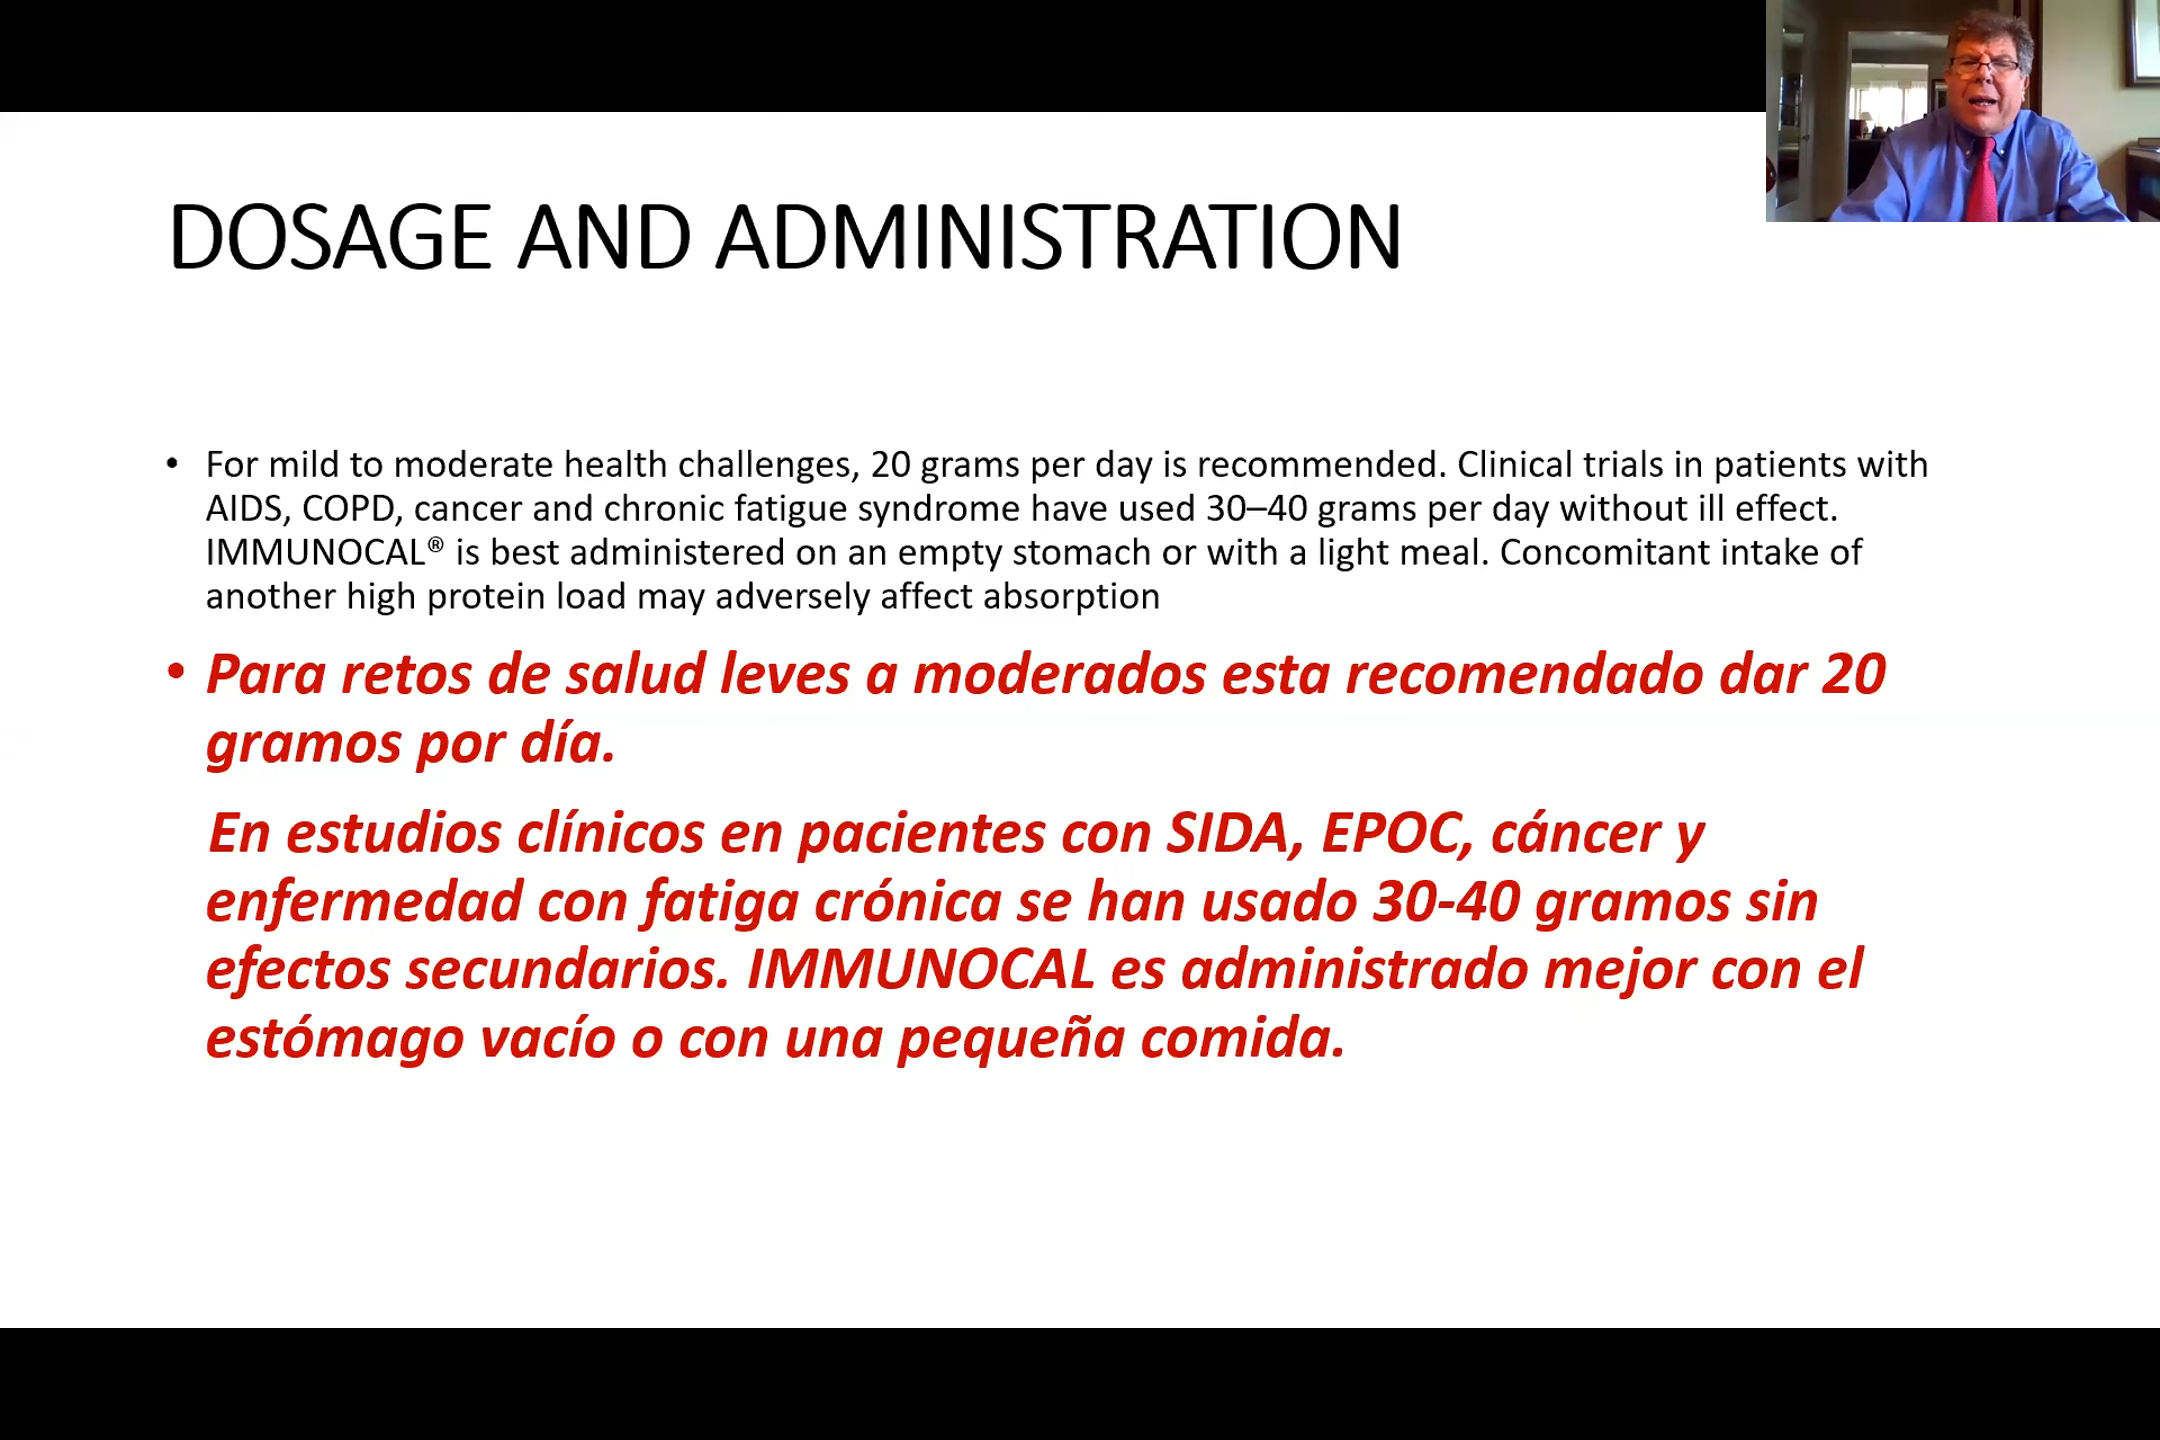 DOSAGE AND ADMINISTRATION
• For mild to moderate health challenges, 20 grams per day is recommended. Clinical trials in patients with
AIDS, COPD, cancer and chronic fatigue syndrome have used 30–40 grams per day without ill effect.
IMMUNOCAL® is best administered on an empty stomach or with a light meal. Concomitant intake of
another high protein load may adversely affect absorption
• Para retos de salud leves a moderados esta recomendado dar 20
gramos por día.
En estudios clínicos en pacientes con SIDA, EPOC, cáncer y
enfermedad con fatiga crónica se han usado 30-40 gramos sin
efectos secundarios. IMMUNOCAL es administrado mejor con el
estómago vacío o con una pequeña comida.